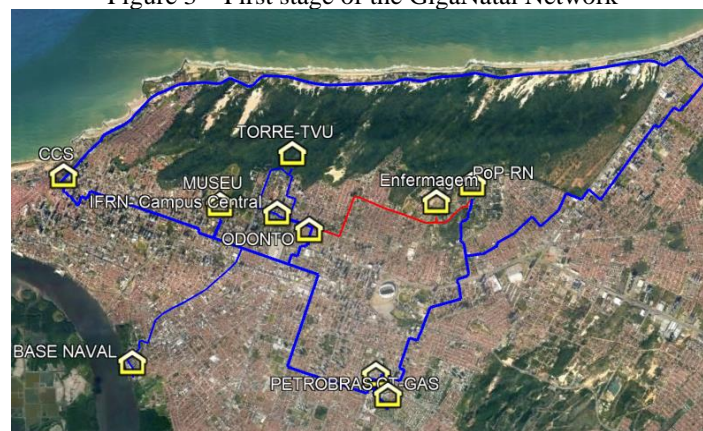 Figure 3 – First stage of the GigaNatal Network
TORRE-TVU
CCS
MUSEU
Enfermagem
PoP-RN
IFRN- Campus Central
ODONTO
BASE NAVAL
PETROBRAS CT-GAS